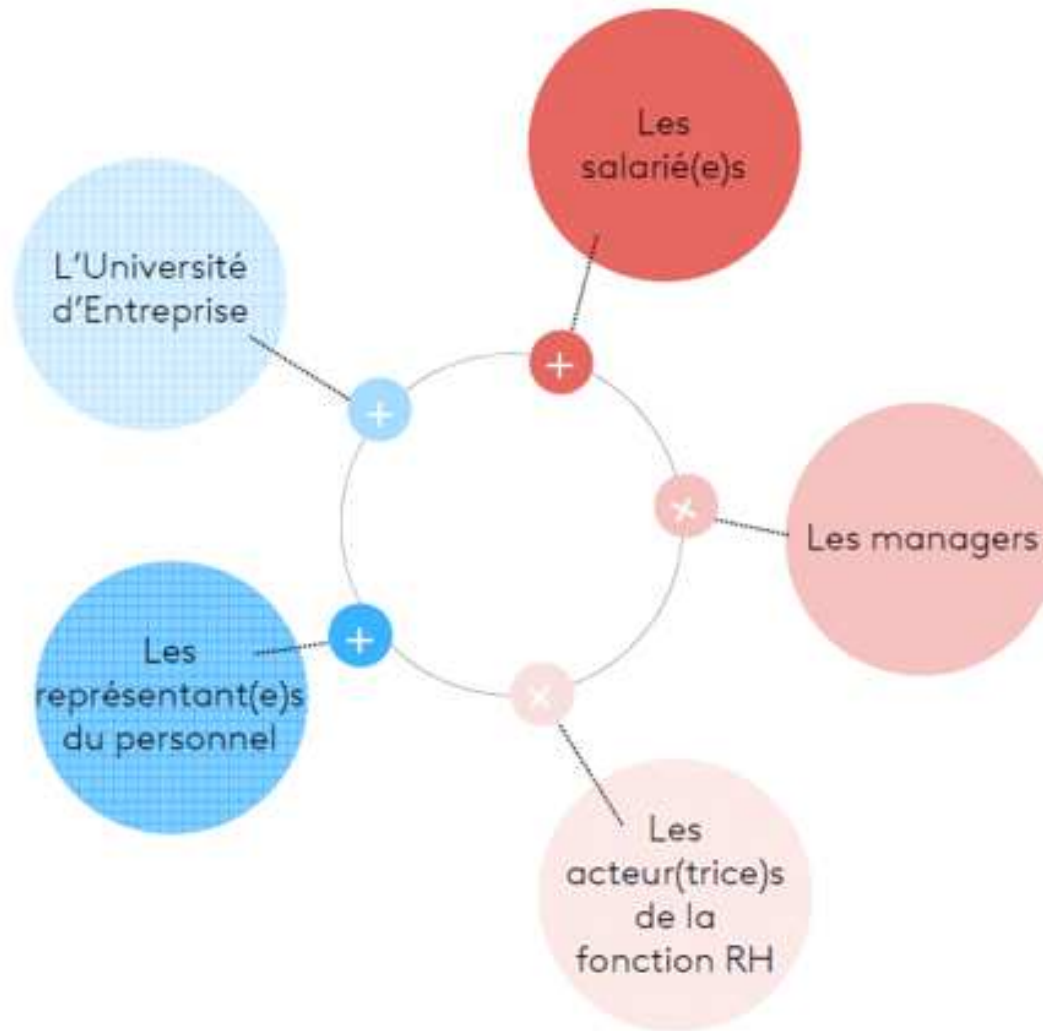 Les
salarié(e)s
L'Université
d'Entreprise
Les managers
Les
représentant(e)s
du personnel
Les
acteur(trice)s
de la
fonction RH